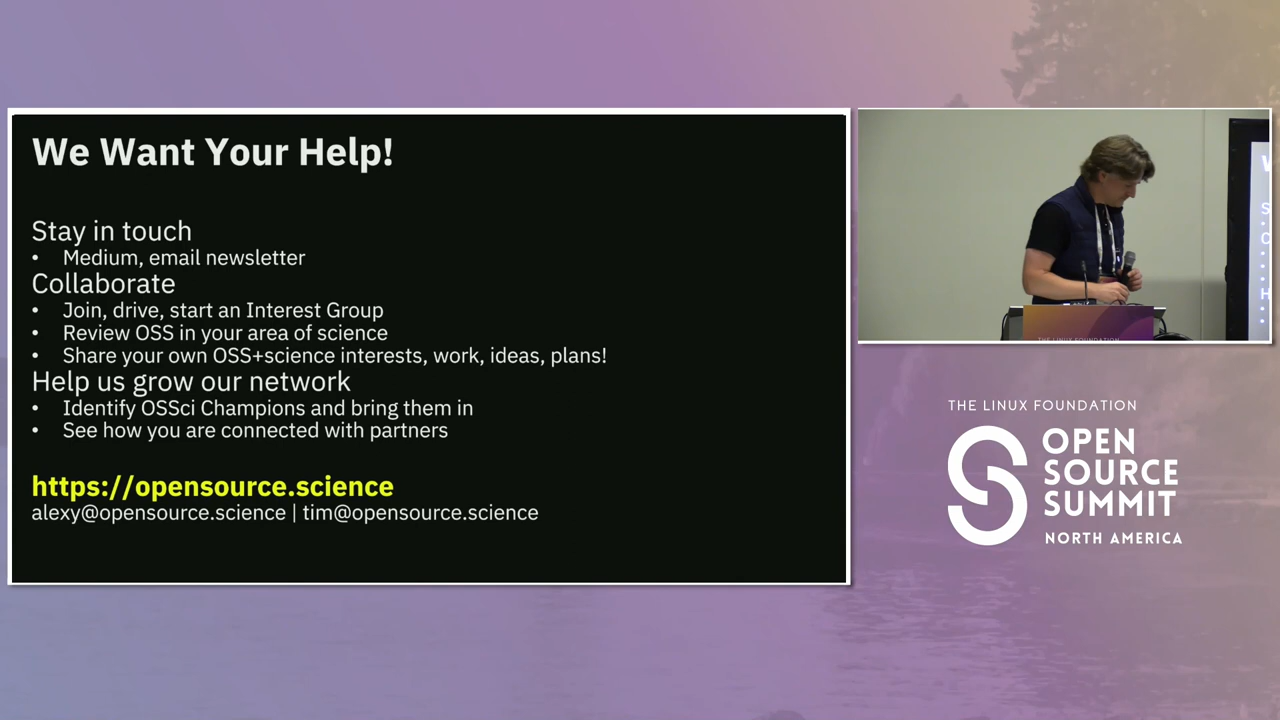 We Want Your Help!
Stay in touch
• Medium, email newsletter
Collaborate
• Join, drive, start an Interest Group
• Review OSS in your area of science
• Share your own OSS+science interests, work, ideas, plans!
Help us grow our network
• Identify OSSci Champions and bring them in
• See how you are connected with partners
https://opensource.science
alexy@opensource.science | tim@opensource.science
THE LINUX FOUNDATION
THE LINUX FOUNDATION
OPEN
SOURCE
SUMMIT
NORTH AMERICA